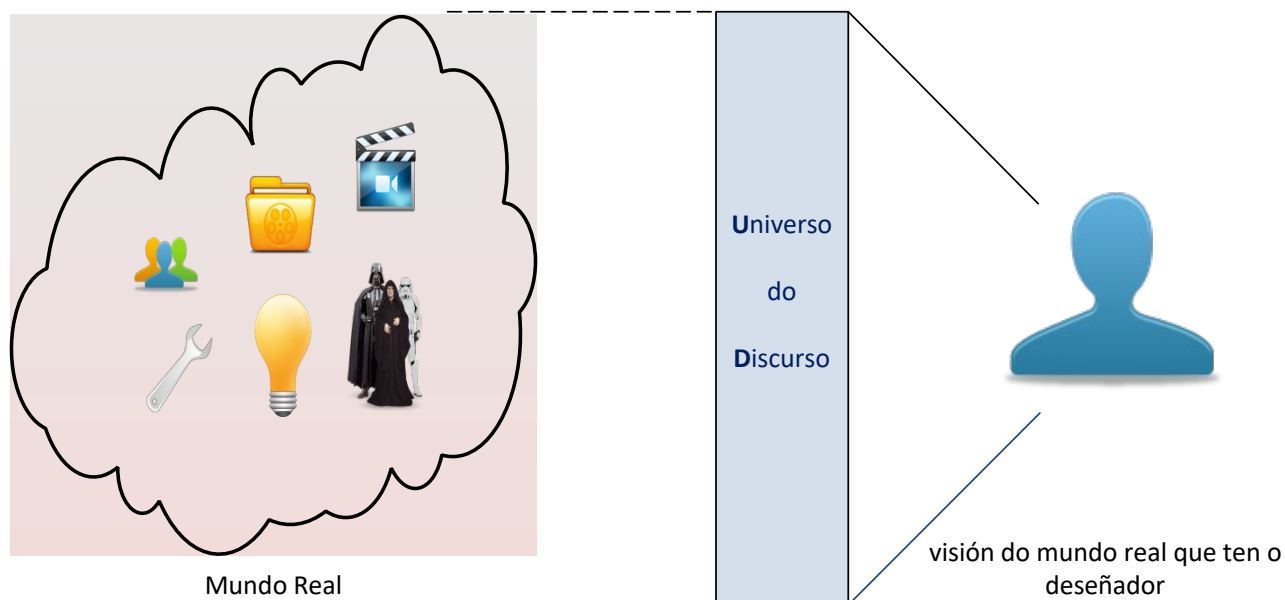 Universo
do
Discurso
Mundo Real
visión do mundo real que ten o
deseñador